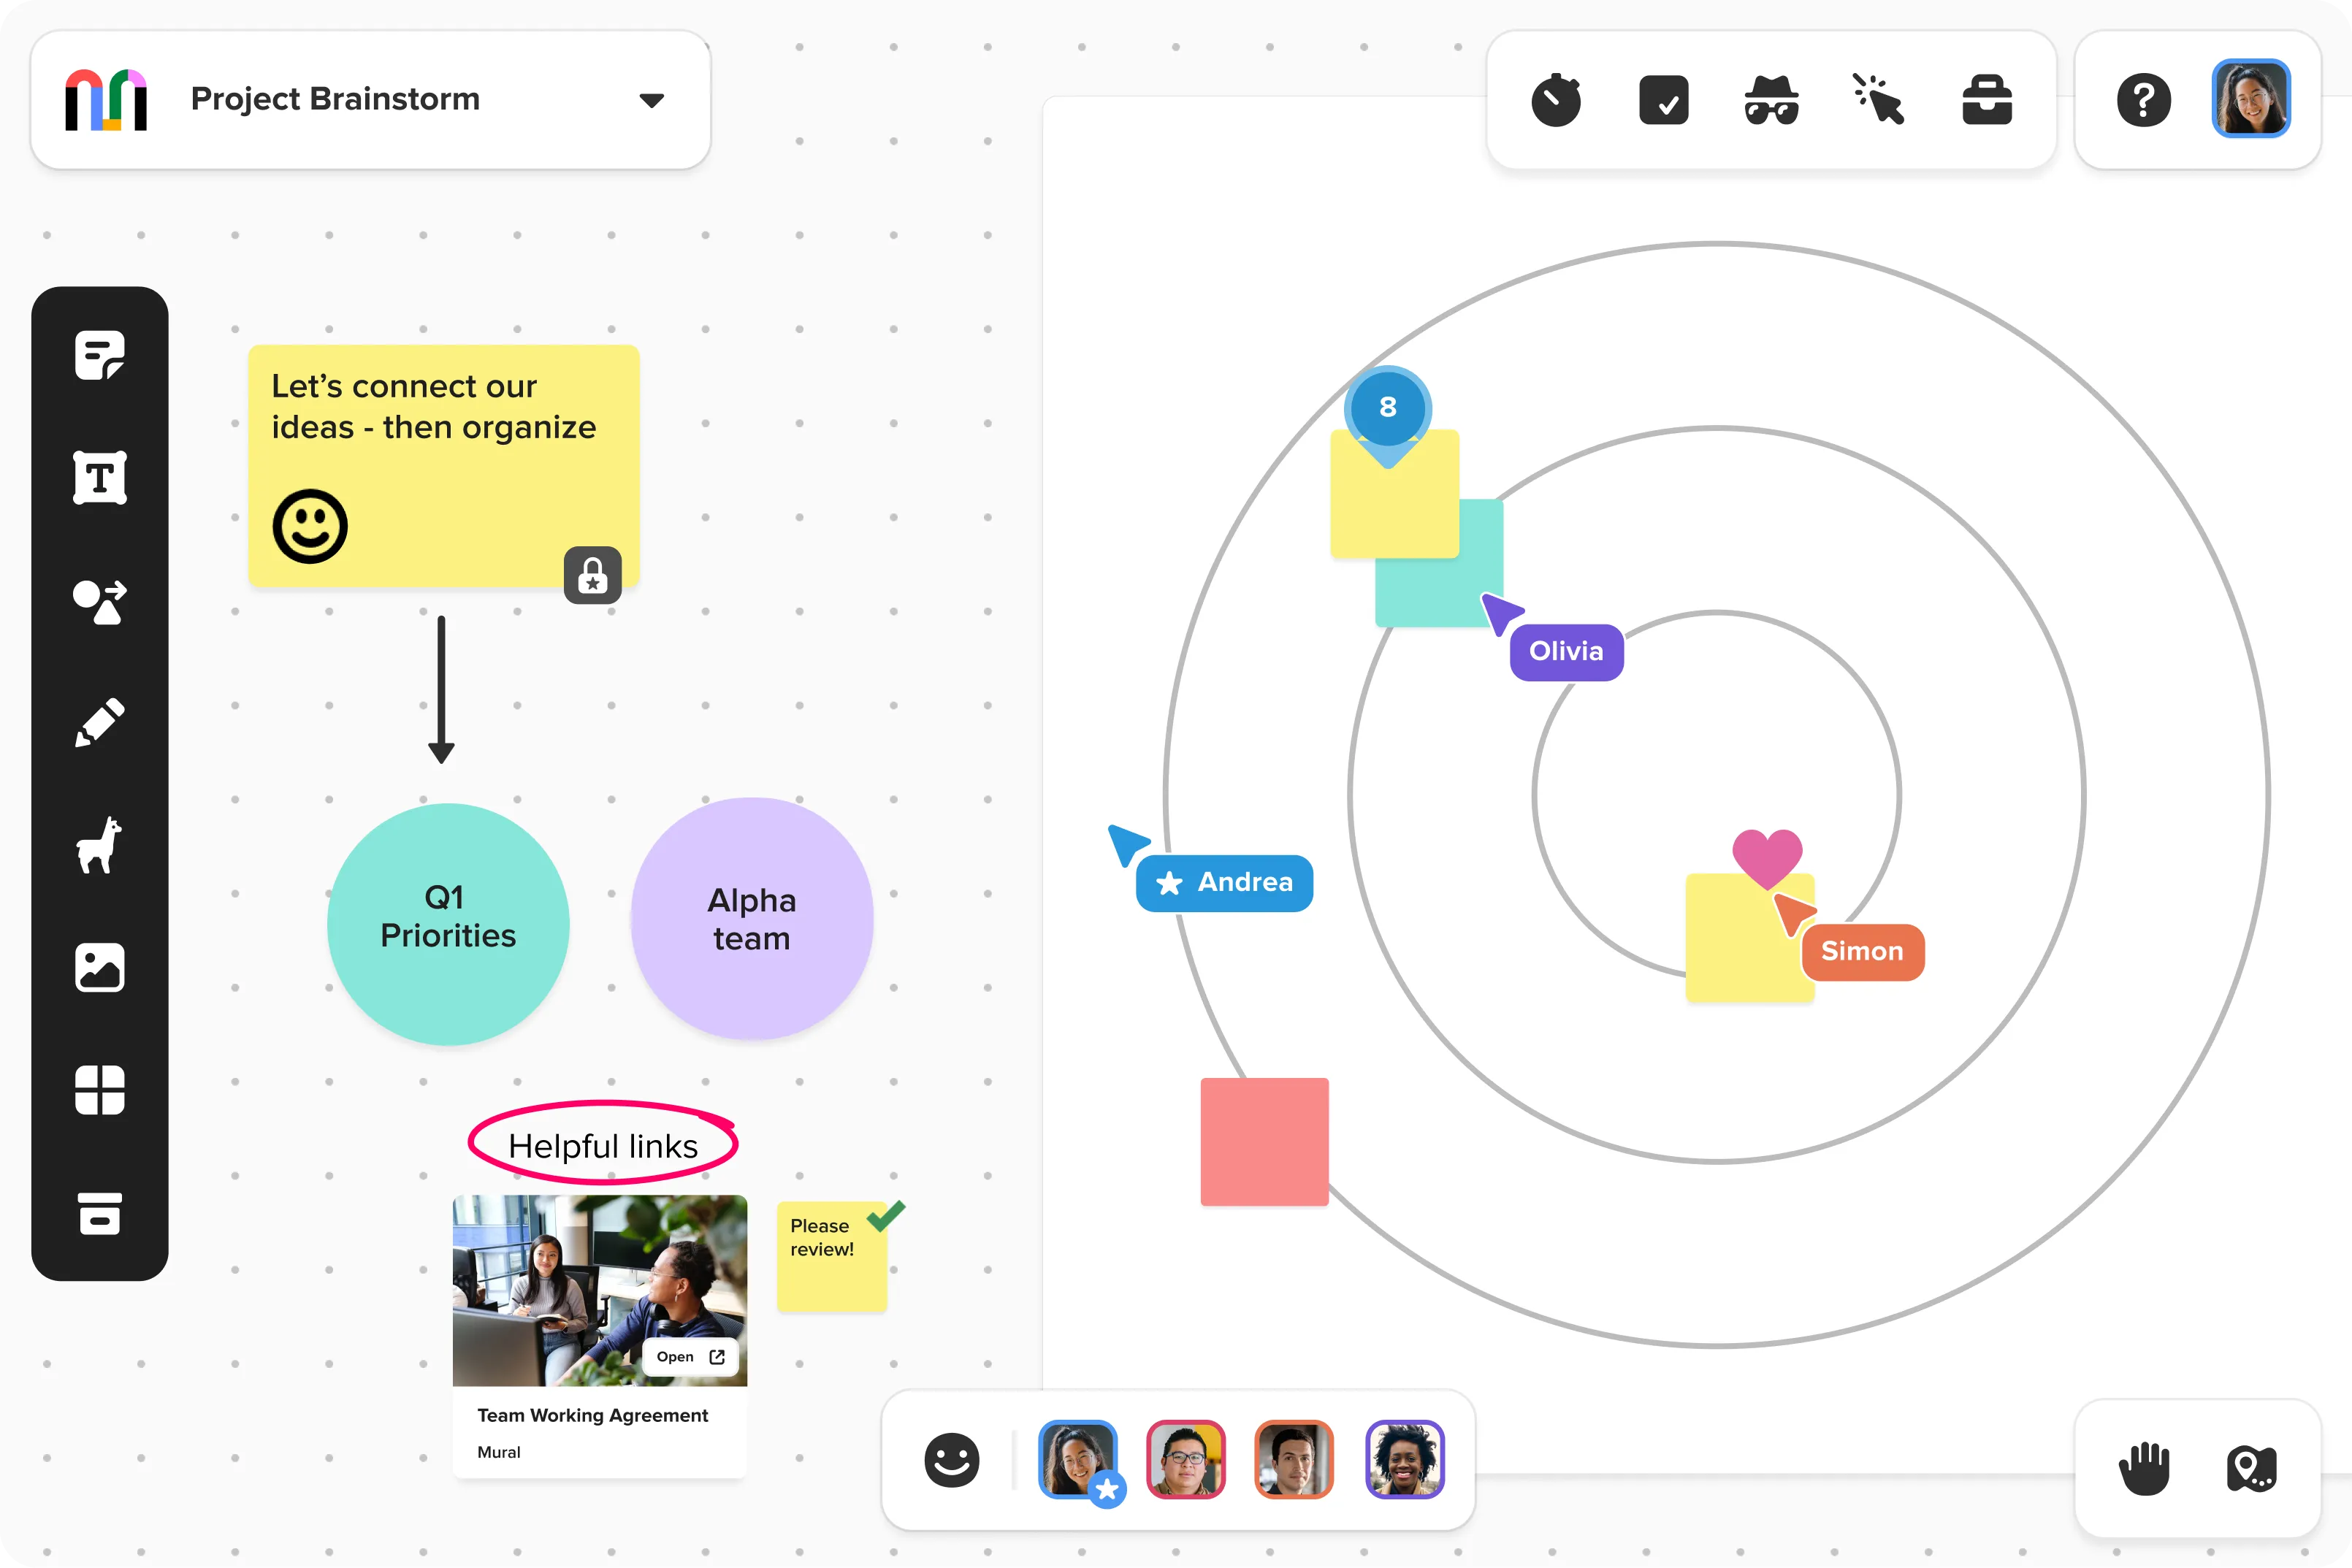 Project Brainstorm
?
Let’s connect our
ideas - then organize
T
8
Olivia
Andrea
Simon
Q1
Priorities
Alpha
team
Helpful links
Please
review!
Open
Team Working Agreement
Mural